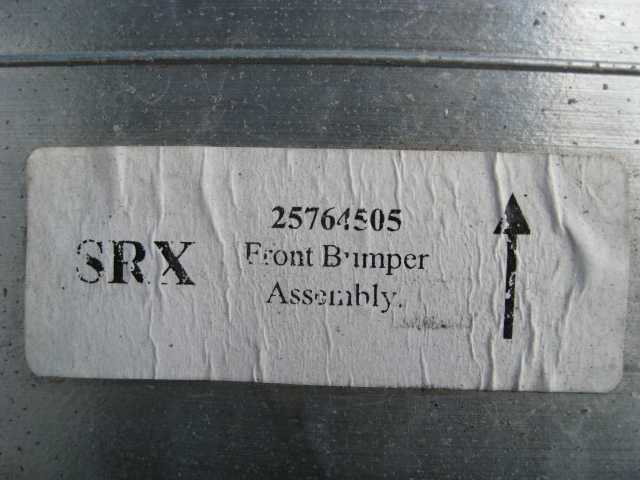 25764505
SRX Front Bumper
Assembly.